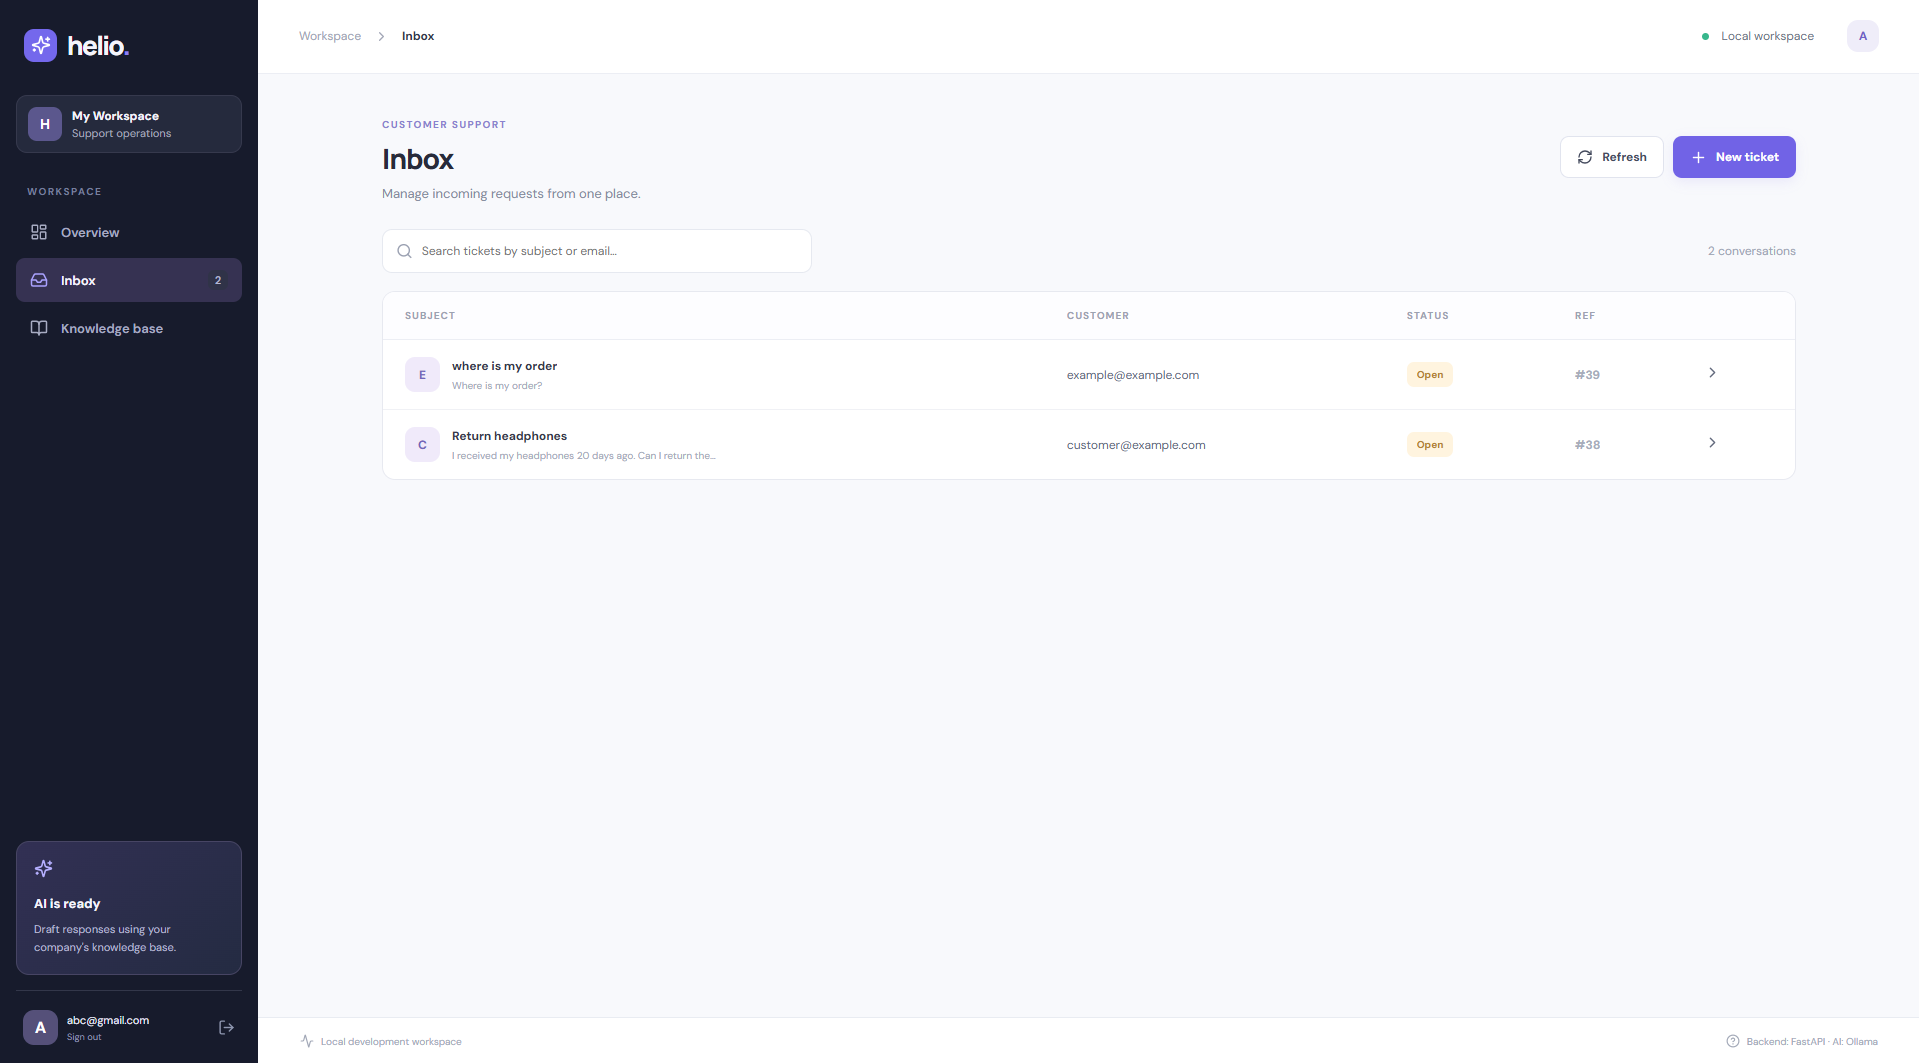 helio.
H
My Workspace
Support operations
WORKSPACE
Overview
Inbox 2
Knowledge base
AI is ready
Draft responses using your
company's knowledge base.
A
abc@gmail.com
Sign out
Workspace > Inbox
Local workspace A
CUSTOMER SUPPORT
Inbox
Manage incoming requests from one place.
Refresh
New ticket
Search tickets by subject or email...
2 conversations
SUBJECT CUSTOMER STATUS REF
E where is my order example@example.com Open #39
Where is my order?
C Return headphones customer@example.com Open #38
I received my headphones 20 days ago. Can I return the...
Local development workspace
Backend: FastAPI · AI: Ollama